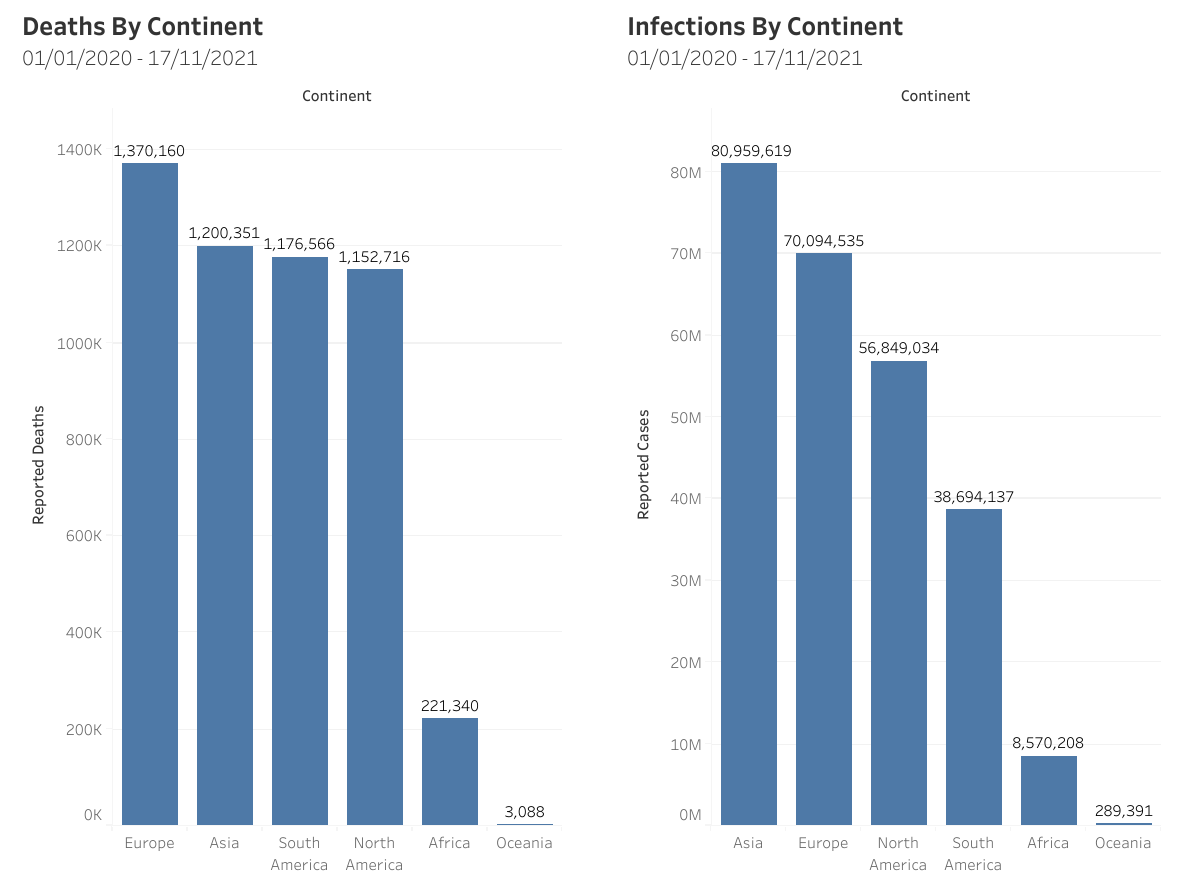 Deaths By Continent
01/01/2020 - 17/11/2021
Continent
1400K
1200K
1000K
800K
600K
400K
200K
0K
Reported Deaths
1,370,160
1,200,351
1,176,566
1,152,716
221,340
3,088
Europe
Asia
South
America
North
America
Africa
Oceania
Infections By Continent
01/01/2020 - 17/11/2021
Continent
80M
70M
60M
50M
40M
30M
20M
10M
0M
Reported Cases
80,959,619
70,094,535
56,849,034
38,694,137
8,570,208
289,391
Asia
Europe
North
America
South
America
Africa
Oceania